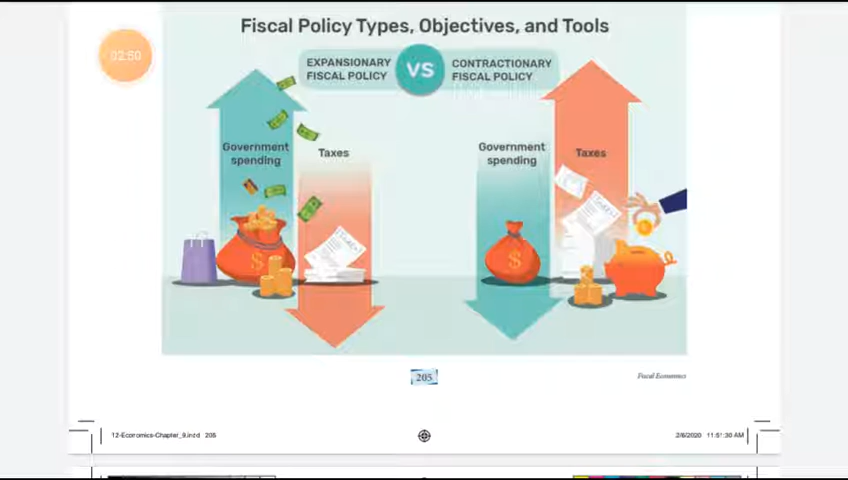 Fiscal Policy Types, Objectives, and Tools
02:50
EXPANSIONARY
FISCAL POLICY
VS
CONTRACTIONARY
FISCAL POLICY
Government
spending
Taxes
Government
spending
Taxes
$
$
205
Fiscal Economics
12-Economics-Chapter_9.indd 205
2/6/2020 11:51:30 AM